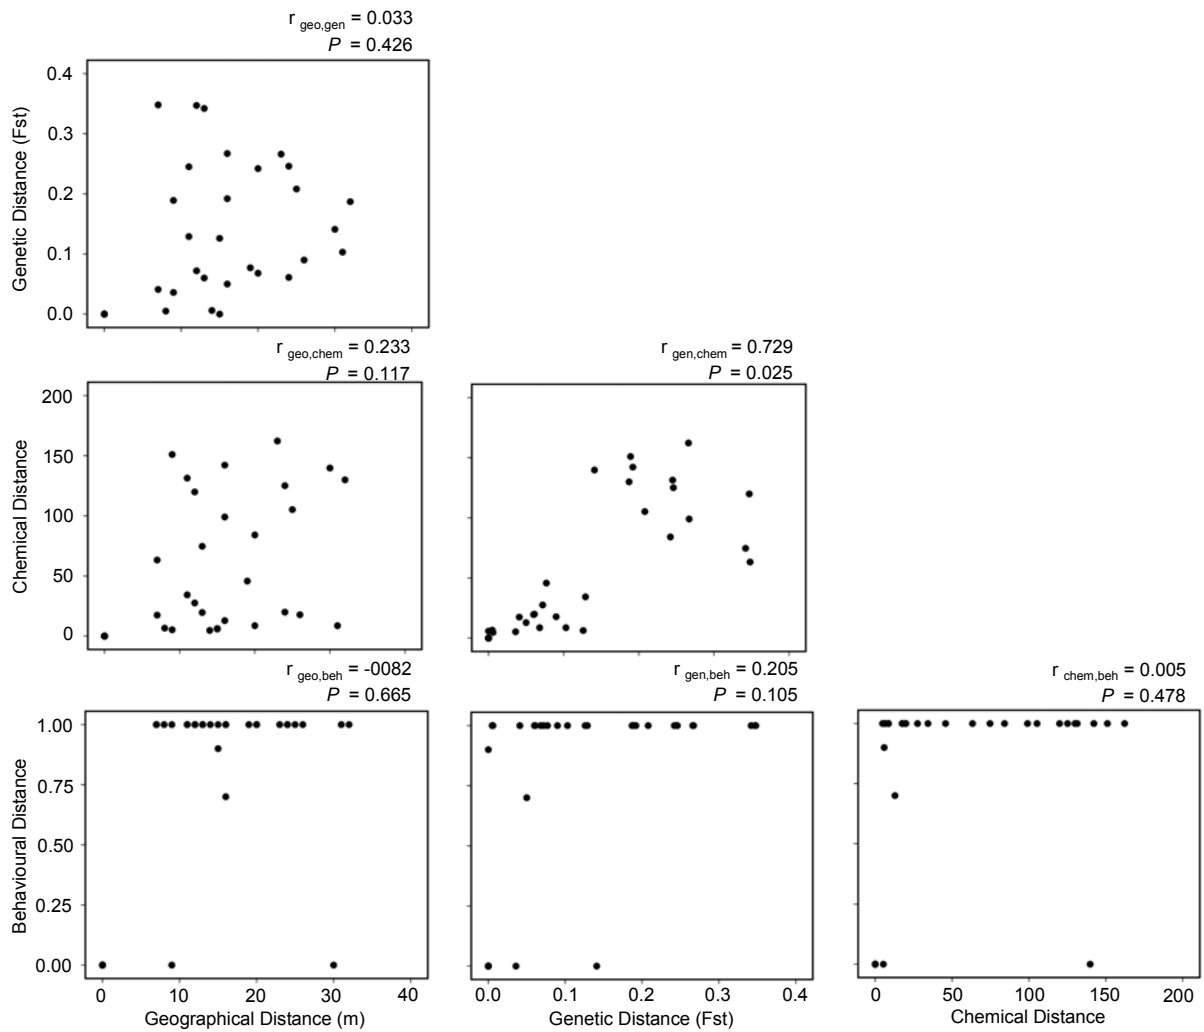 r geo,gen = 0.033
P = 0.426
0.4
0.3
0.2
0.1
0.0
Genetic Distance (Fst)
r geo,chem = 0.233
P = 0.117
r gen,chem = 0.729
P = 0.025
200
150
100
50
0
Chemical Distance
r geo,beh = -0082
P = 0.665
r gen,beh = 0.205
P = 0.105
r chem,beh = 0.005
P = 0.478
1.00
0.75
0.50
0.25
0.00
Behavioural Distance
0 10 20 30 40
Geographical Distance (m)
0.0 0.1 0.2 0.3 0.4
Genetic Distance (Fst)
0 50 100 150 200
Chemical Distance